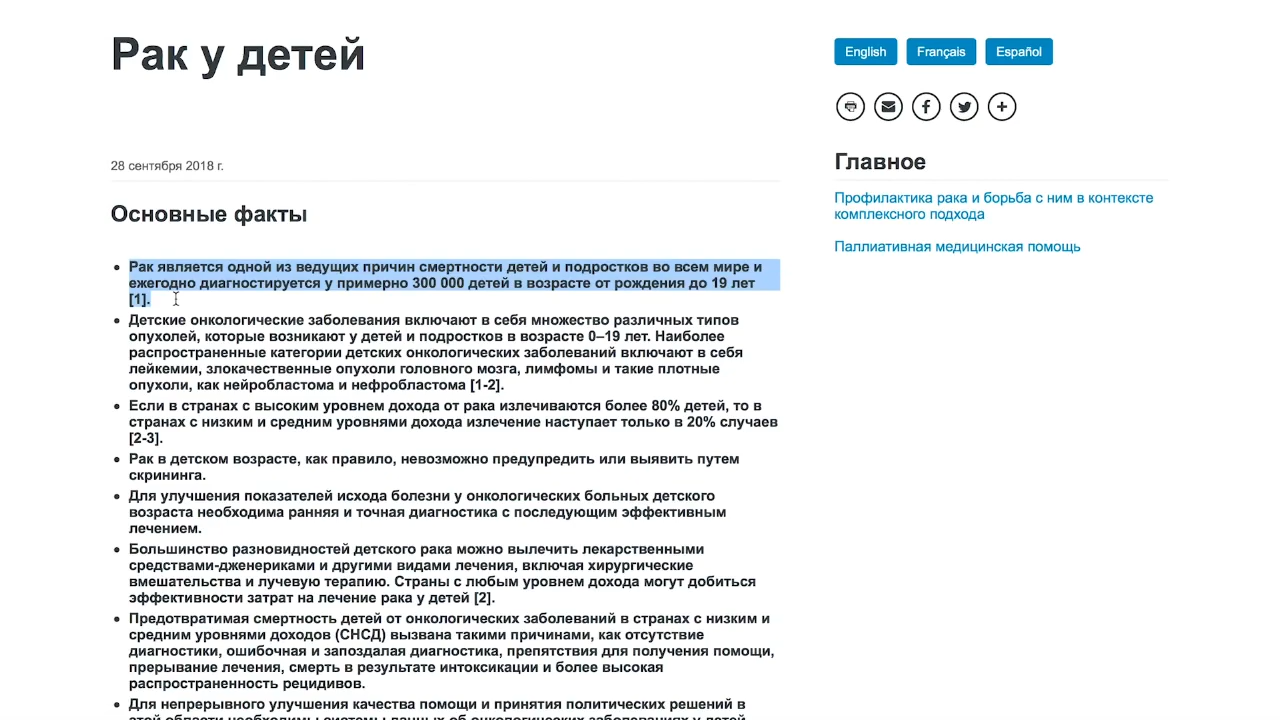 Рак у детей
English
Français
Español
28 сентября 2018 г.
Главное
Профилактика рака и борьба с ним в контексте
комплексного подхода
Паллиативная медицинская помощь
Основные факты
Рак является одной из ведущих причин смертности детей и подростков во всем мире и
ежегодно диагностируется у примерно 300 000 детей в возрасте от рождения до 19 лет
[1].
Детские онкологические заболевания включают в себя множество различных типов
опухолей, которые возникают у детей и подростков в возрасте 0–19 лет. Наиболее
распространенные категории детских онкологических заболеваний включают в себя
лейкемии, злокачественные опухоли головного мозга, лимфомы и такие плотные
опухоли, как нейробластома и нефробластома [1-2].
Если в странах с высоким уровнем дохода от рака излечиваются более 80% детей, то в
странах с низким и средним уровнями дохода излечение наступает только в 20% случаев
[2-3].
Рак в детском возрасте, как правило, невозможно предупредить или выявить путем
скрининга.
Для улучшения показателей исхода болезни у онкологических больных детского
возраста необходима ранняя и точная диагностика с последующим эффективным
лечением.
Большинство разновидностей детского рака можно вылечить лекарственными
средствами-дженериками и другими видами лечения, включая хирургические
вмешательства и лучевую терапию. Страны с любым уровнем дохода могут добиться
эффективности затрат на лечение рака у детей [2].
Предотвратимая смертность детей от онкологических заболеваний в странах с низким и
средним уровнями доходов (СНСД) вызвана такими причинами, как отсутствие
диагностики, ошибочная и запоздалая диагностика, препятствия для получения помощи,
прерывание лечения, смерть в результате интоксикации и более высокая
распространенность рецидивов.
Для непрерывного улучшения качества помощи и принятия политических решений в
этой области необходимы системы данных об онкологических заболеваниях у детей